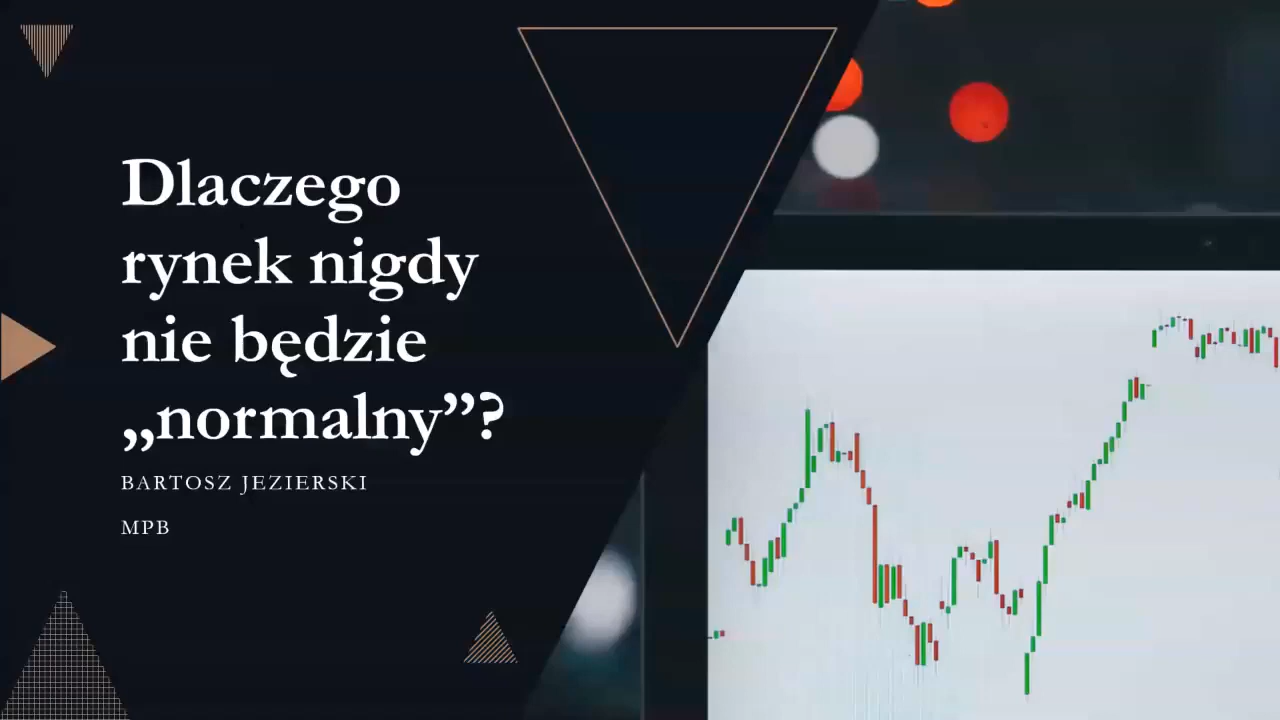 Dlaczego
rynek nigdy
nie będzie
„normalny”?
BARTOSZ JEZIERSKI
MPB